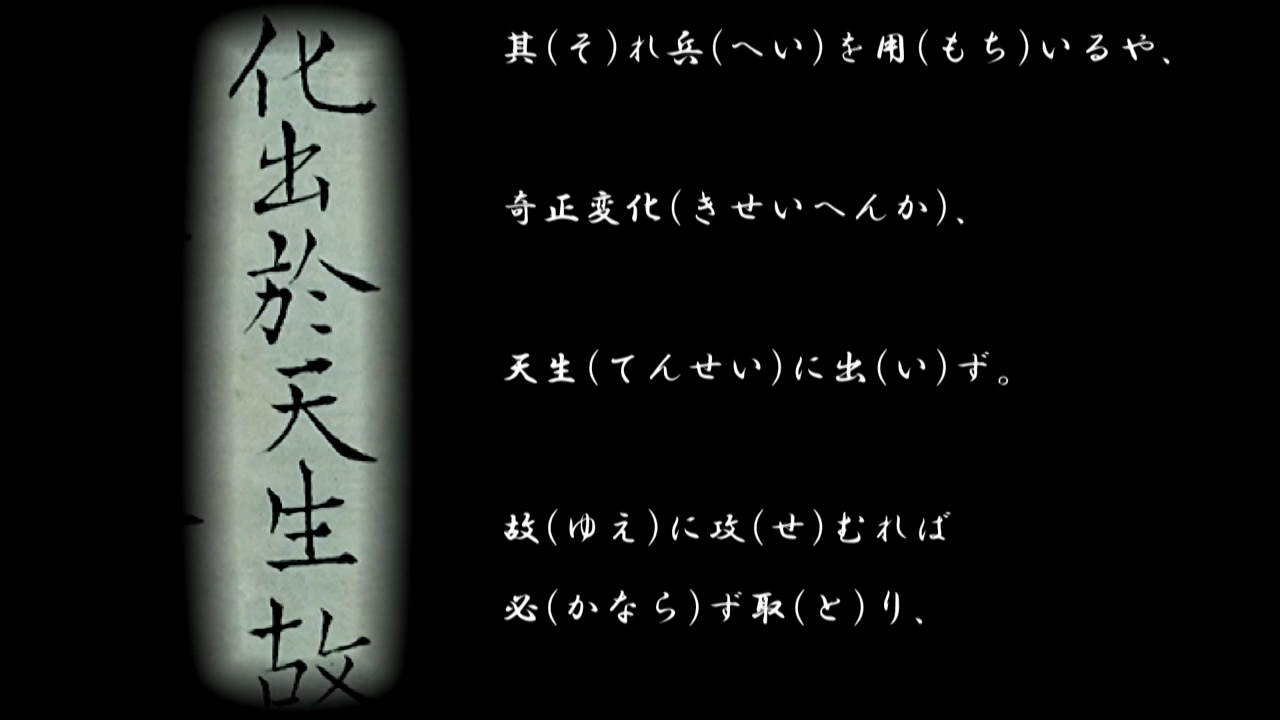 化出於天生故
其(そ)れ兵(へい)を用(もち)いるや、
奇正変化(きせいへんか)、
天生(てんせい)に出(い)ず。
故(ゆえ)に攻(せ)むれば
必(かなら)ず取(と)り、